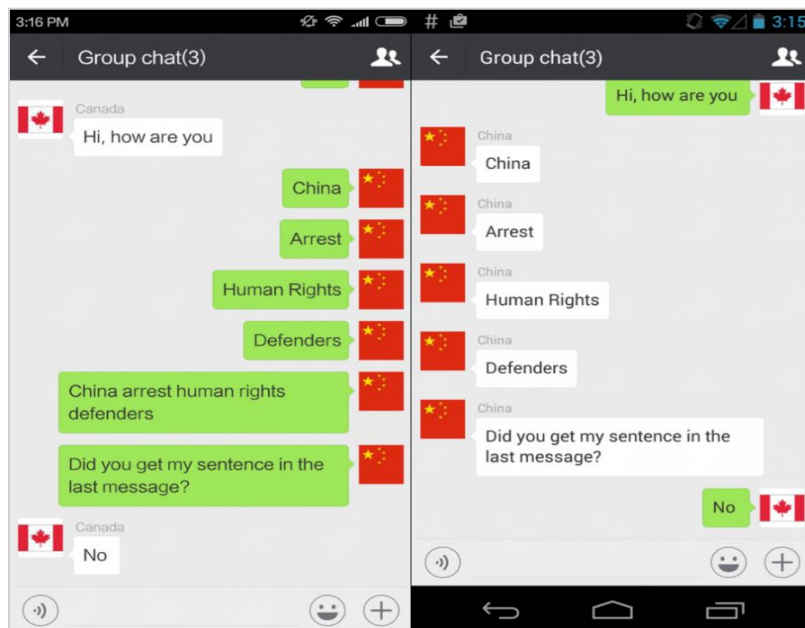 3:16 PM
Group chat(3)
Canada
Hi, how are you
China
Arrest
Human Rights
Defenders
China arrest human rights
defenders
Did you get my sentence in the
last message?
Canada
No
# 3:15
Group chat(3)
Hi, how are you
China
China
China
Arrest
China
Human Rights
China
Defenders
China
Did you get my sentence in the
last message?
No